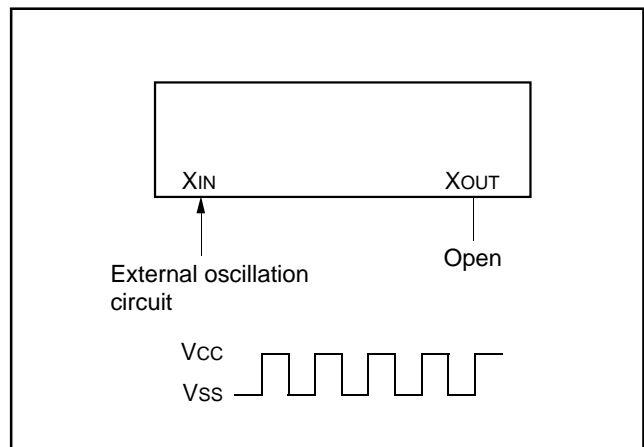 XIN XOUT
External oscillation
circuit
Open
VCC
VSS